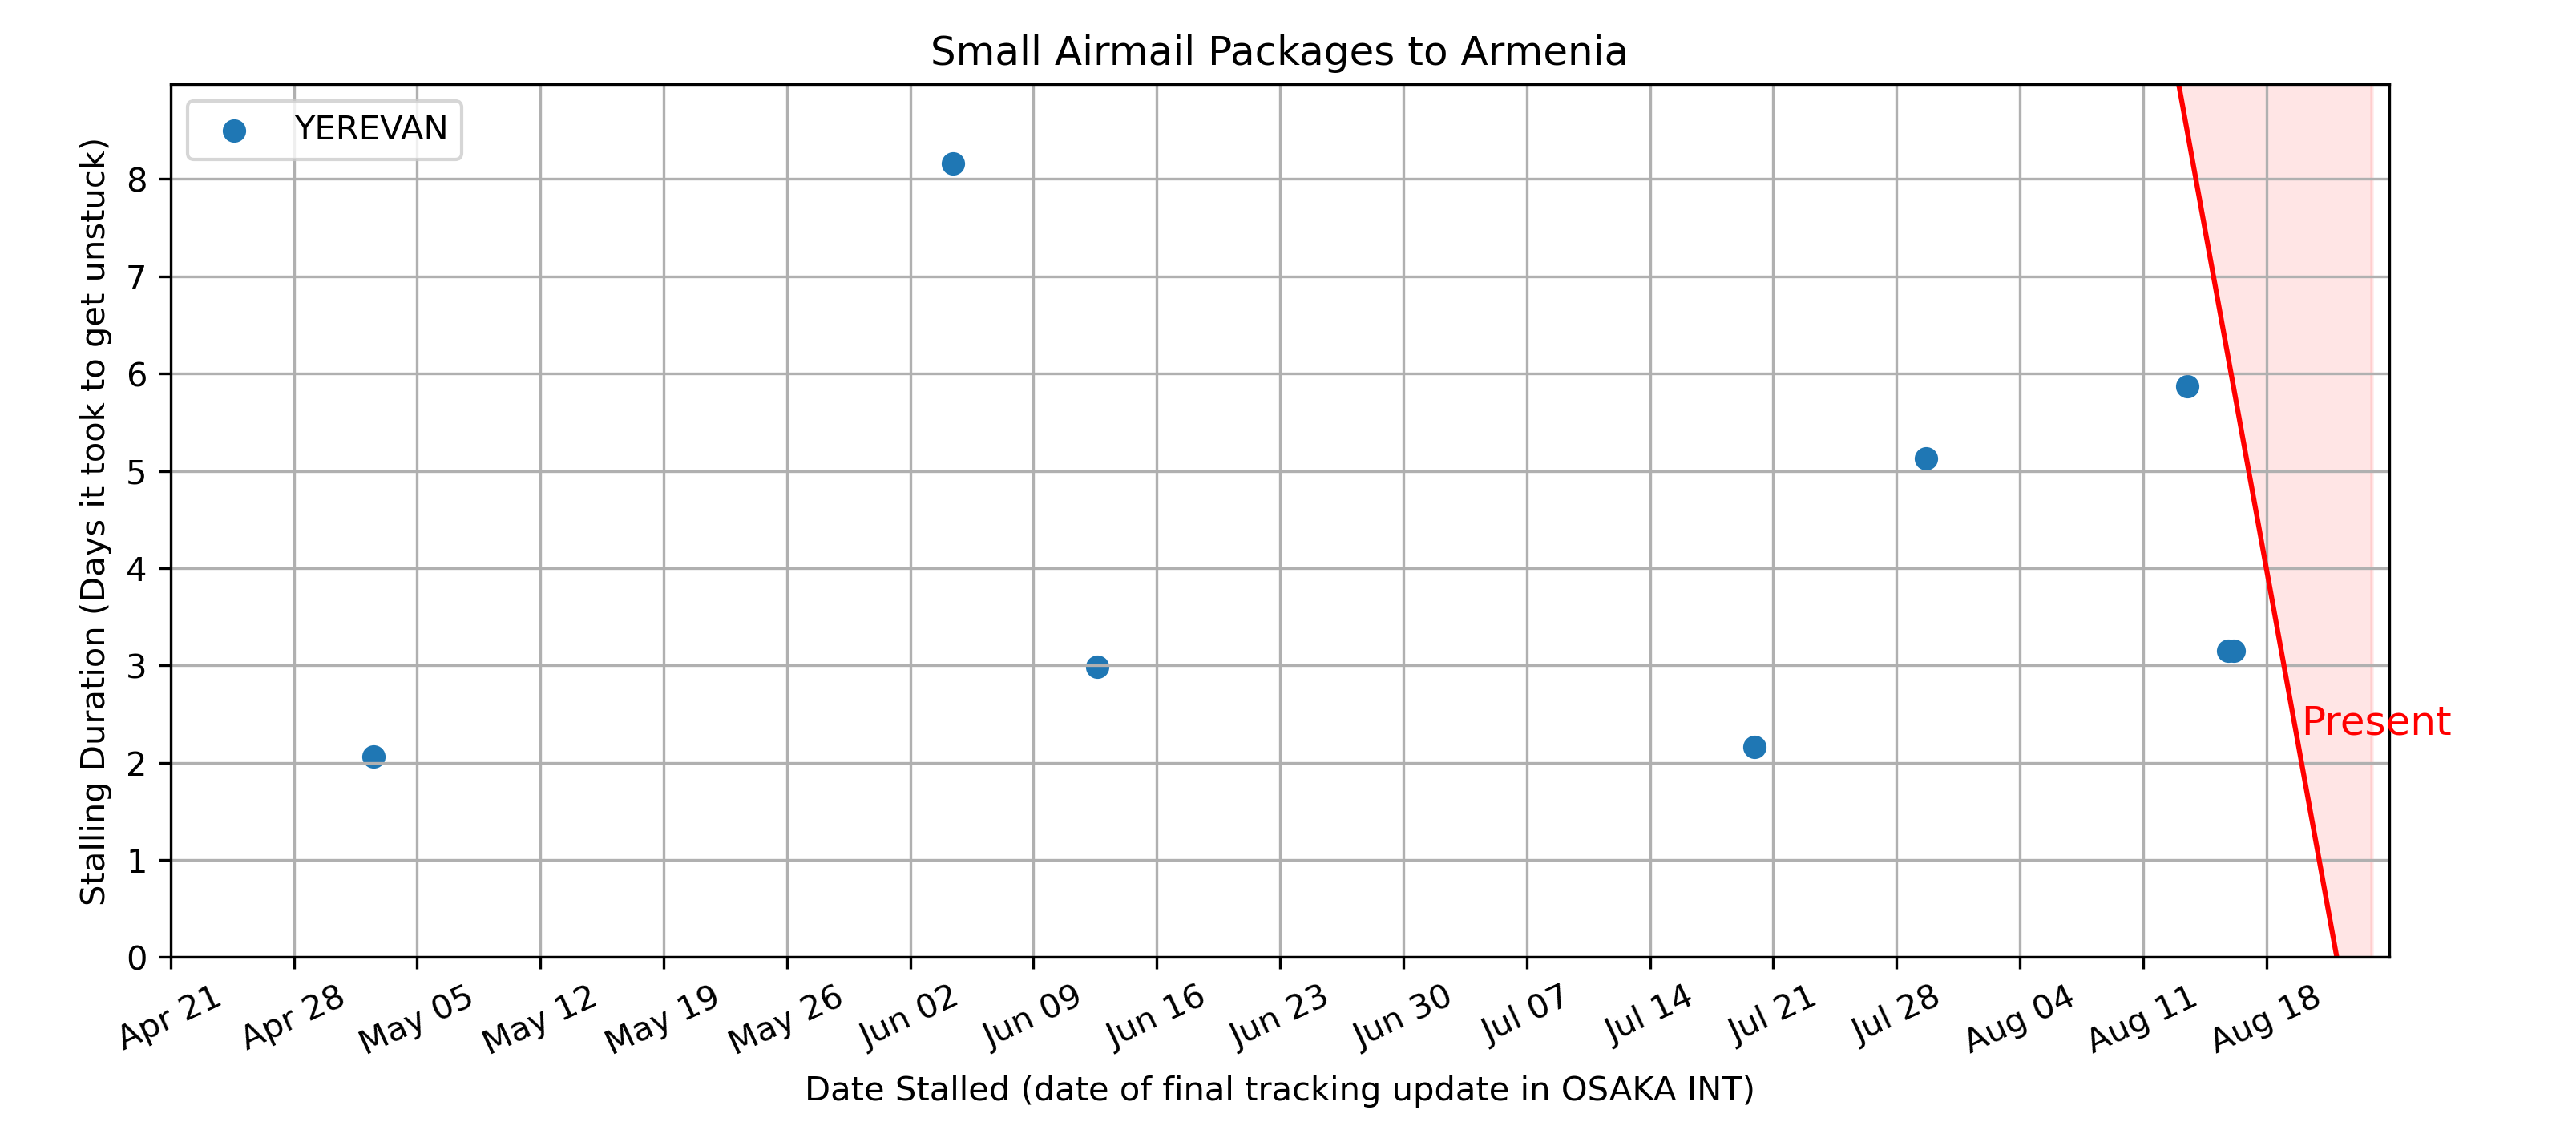 Small Airmail Packages to Armenia
YEREVAN
Stalling Duration (Days it took to get unstuck)
8
7
6
5
4
3
2
1
0
Present
Apr 21
Apr 28
May 05
May 12
May 19
May 26
Jun 02
Jun 09
Jun 16
Jun 23
Jun 30
Jul 07
Jul 14
Jul 21
Jul 28
Aug 04
Aug 11
Aug 18
Date Stalled (date of final tracking update in OSAKA INT)